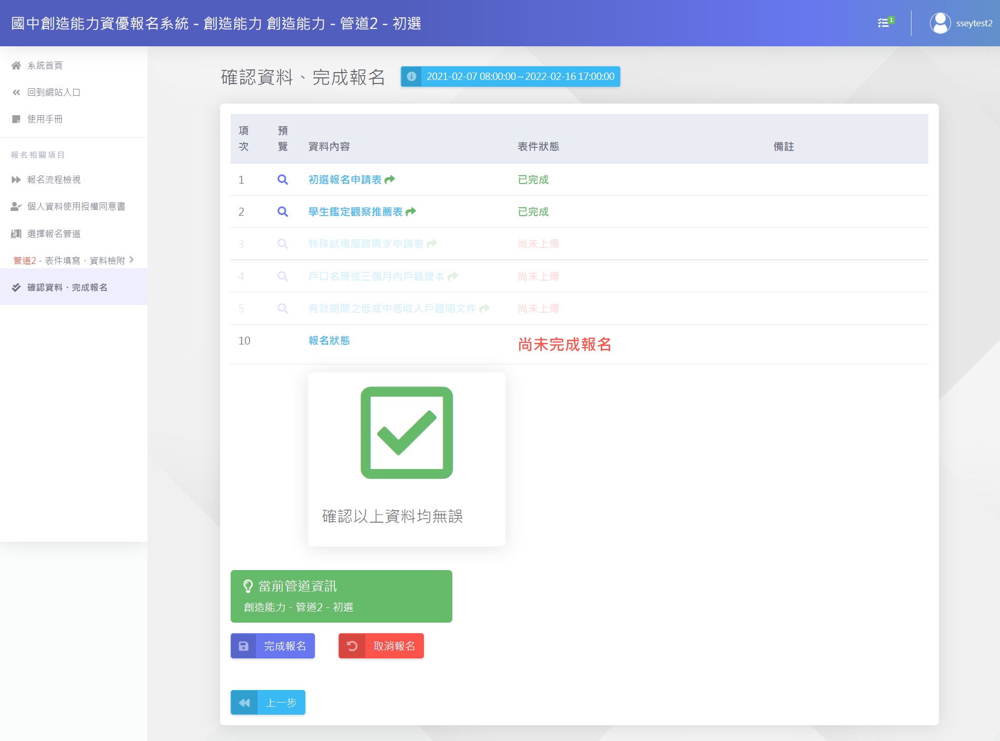 國中創造能力資優報名系統 - 創造能力 創造能力 - 管道2 - 初選
1
sseytest2
系統首頁
回到網站入口
使用手冊
報名相關項目
報名流程檢視
個人資料使用授權同意書
選擇報名管道
管道2 - 表件填寫、資料檢附
確認資料、完成報名
確認資料、完成報名
2021-02-07 08:00:00 ~ 2022-02-16 17:00:00
項次 預覽 資料內容 表件狀態 備註
1 初選報名申請表 已完成
2 學生鑑定觀察推薦表 已完成
3 特殊試場服務需求申請表 尚未上傳
4 戶口名簿或三個月內戶籍謄本 尚未上傳
5 有效期間之低或中低收入戶證明文件 尚未上傳
10 報名狀態 尚未完成報名
確認以上資料均無誤
當前管道資訊
創造能力 - 管道2 - 初選
完成報名 取消報名
上一步